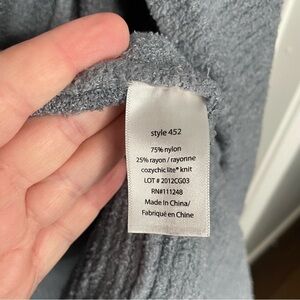 style 452
75% nylon
25% rayon / rayonne
cozychic lite® knit
LOT # 2012CG03
RN#111248
Made in China/
Fabriqué en Chine